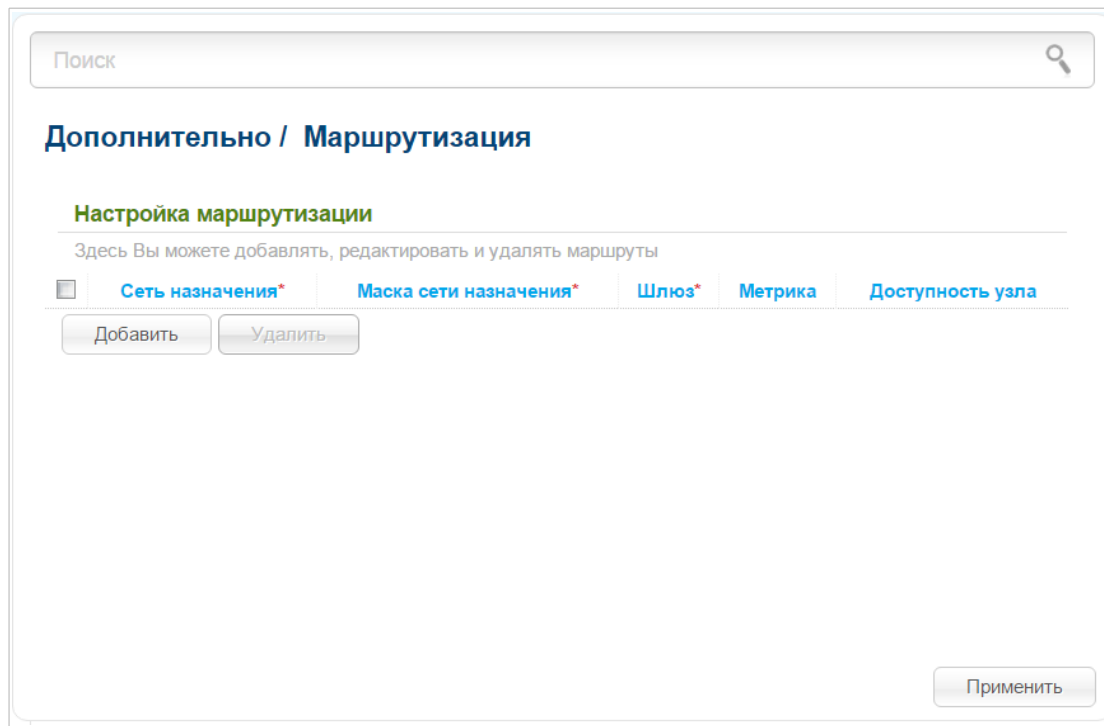 Поиск
Дополнительно / Маршрутизация
Настройка маршрутизации
Здесь Вы можете добавлять, редактировать и удалять маршруты
Сеть назначения* Маска сети назначения* Шлюз* Метрика Доступность узла
Добавить Удалить
Применить